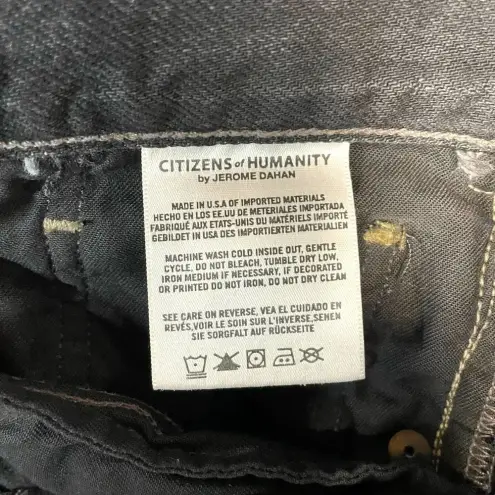 CITIZENS of HUMANITY
by JEROME DAHAN
MADE IN U.S.A OF IMPORTED MATERIALS
HECHO EN LOS EE.UU DE METERIALES IMPORTADA
FABRIQUÉ AUX ETATS-UNIS DU MATÉRIELS IMPORTÉ
GEBILDET IN USA DES IMPORTIERTEN MATERIALEN
MACHINE WASH COLD INSIDE OUT, GENTLE
CYCLE, DO NOT BLEACH, TUMBLE DRY LOW,
IRON MEDIUM IF NECESSARY, IF DECORATED
OR PRINTED DO NOT IRON, DO NOT DRY
CLEAN.
SEE CARE ON REVERSE, VEA EL CUIDADO EN
REVÉS,VOIR LE SOIN SUR L'INVERSE,SEHEN
SIE SORGFALT AUF RÜCKSEITE